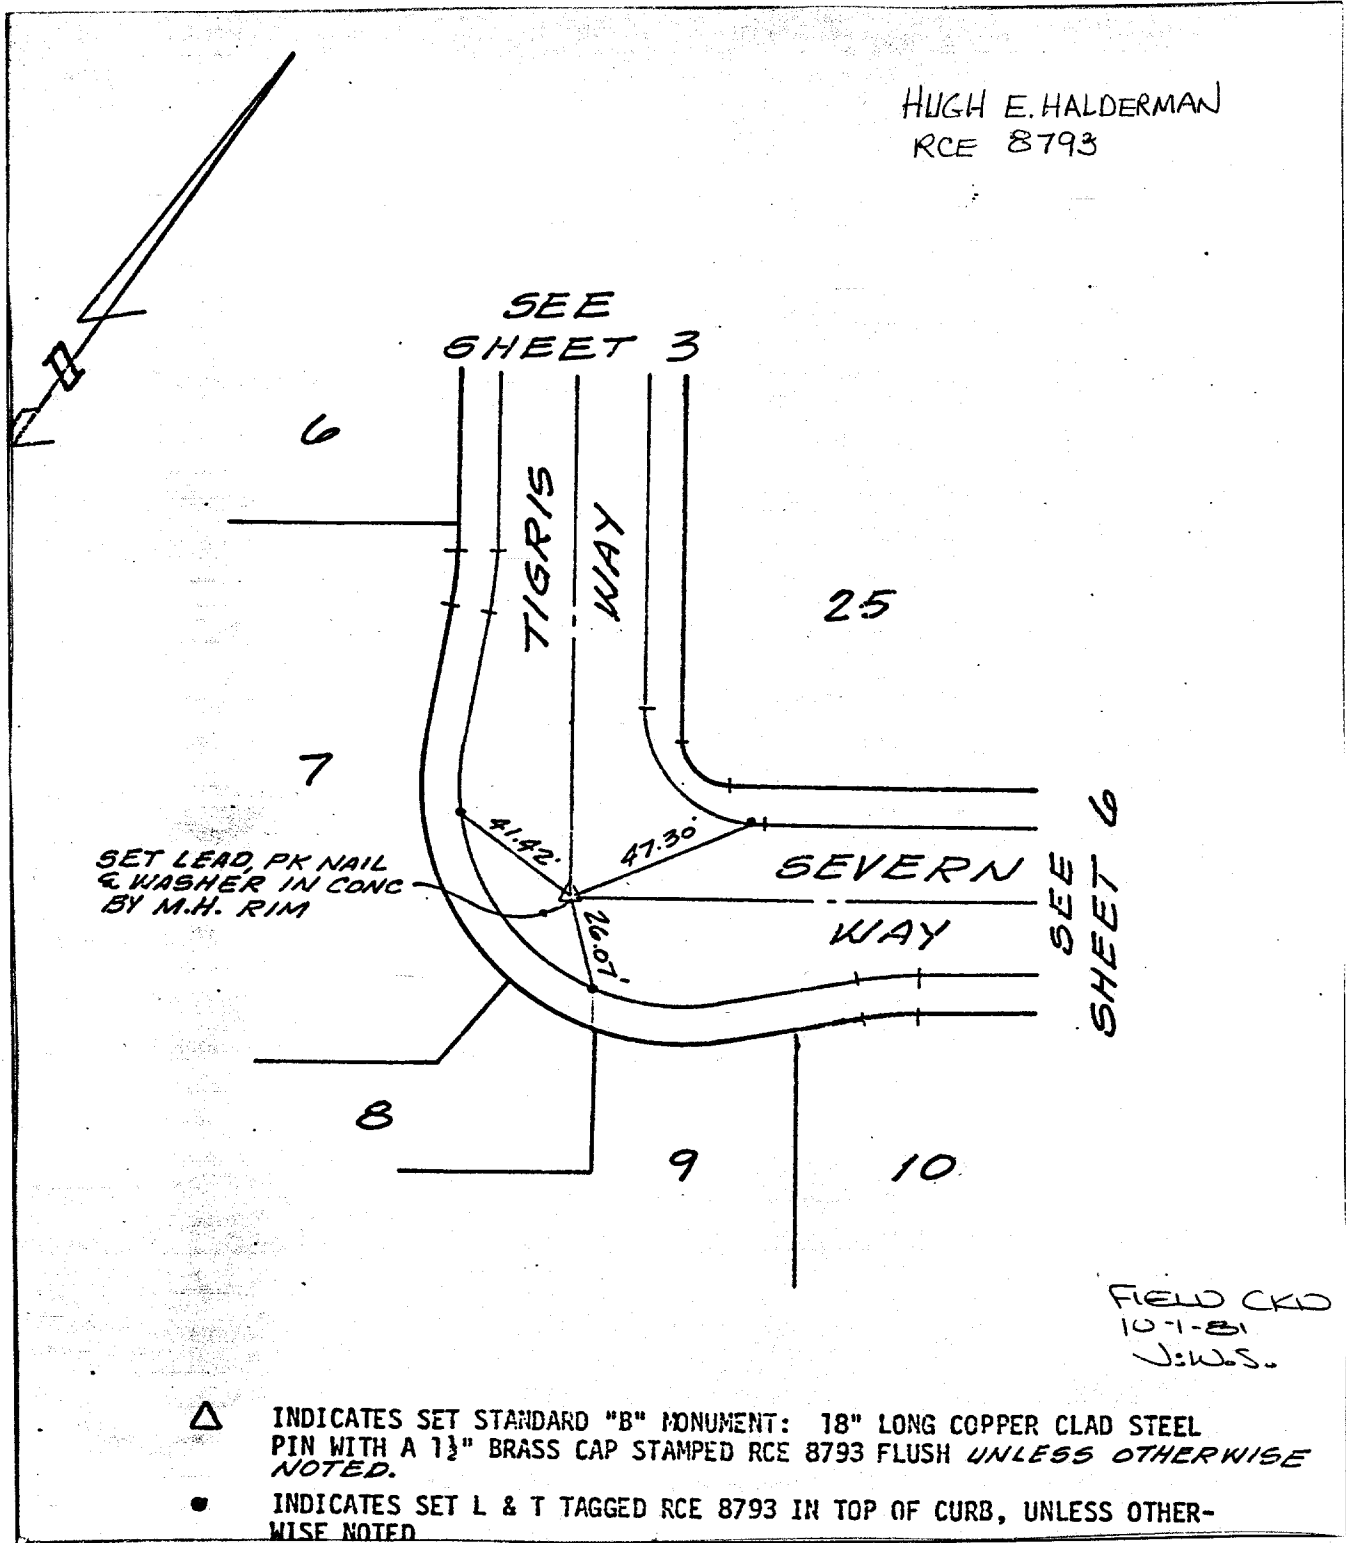 HUGH E. HALDERMAN
RCE 8793
N
SEE
SHEET 3
6
TIGRIS
WAY
25
7
41.42'
47.30'
26.07'
SET LEAD, PK NAIL
& WASHER IN CONC
BY M.H. RIM
SEVERN
WAY
SEE
SHEET 6
8
9
10
FIELD CKD
10-1-81
J.W.S.
△ INDICATES SET STANDARD "B" MONUMENT: 18" LONG COPPER CLAD STEEL
PIN WITH A 1½" BRASS CAP STAMPED RCE 8793 FLUSH UNLESS OTHERWISE
NOTED.
● INDICATES SET L & T TAGGED RCE 8793 IN TOP OF CURB, UNLESS OTHER-
WISE NOTED